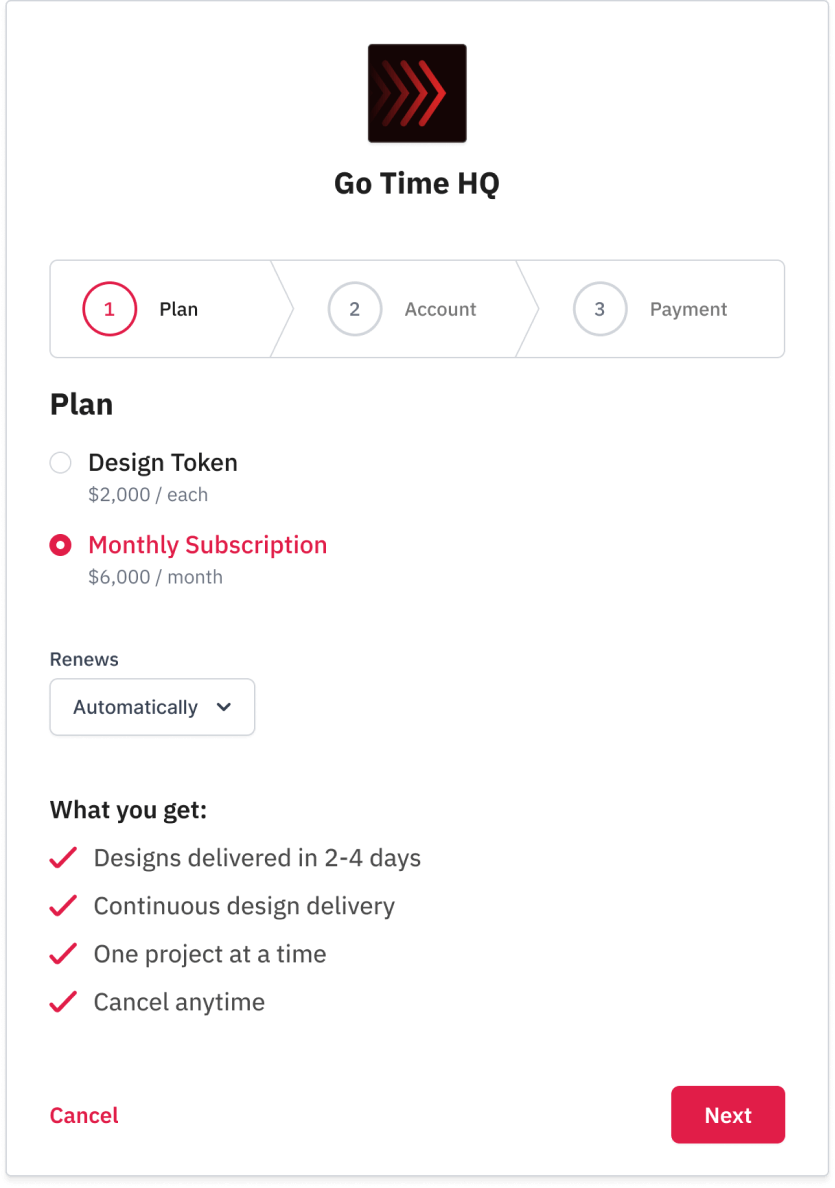 Go Time HQ
1 Plan 2 Account 3 Payment
Plan
Design Token
$2,000 / each
Monthly Subscription
$6,000 / month
Renews
Automatically
What you get:
Designs delivered in 2-4 days
Continuous design delivery
One project at a time
Cancel anytime
Cancel Next